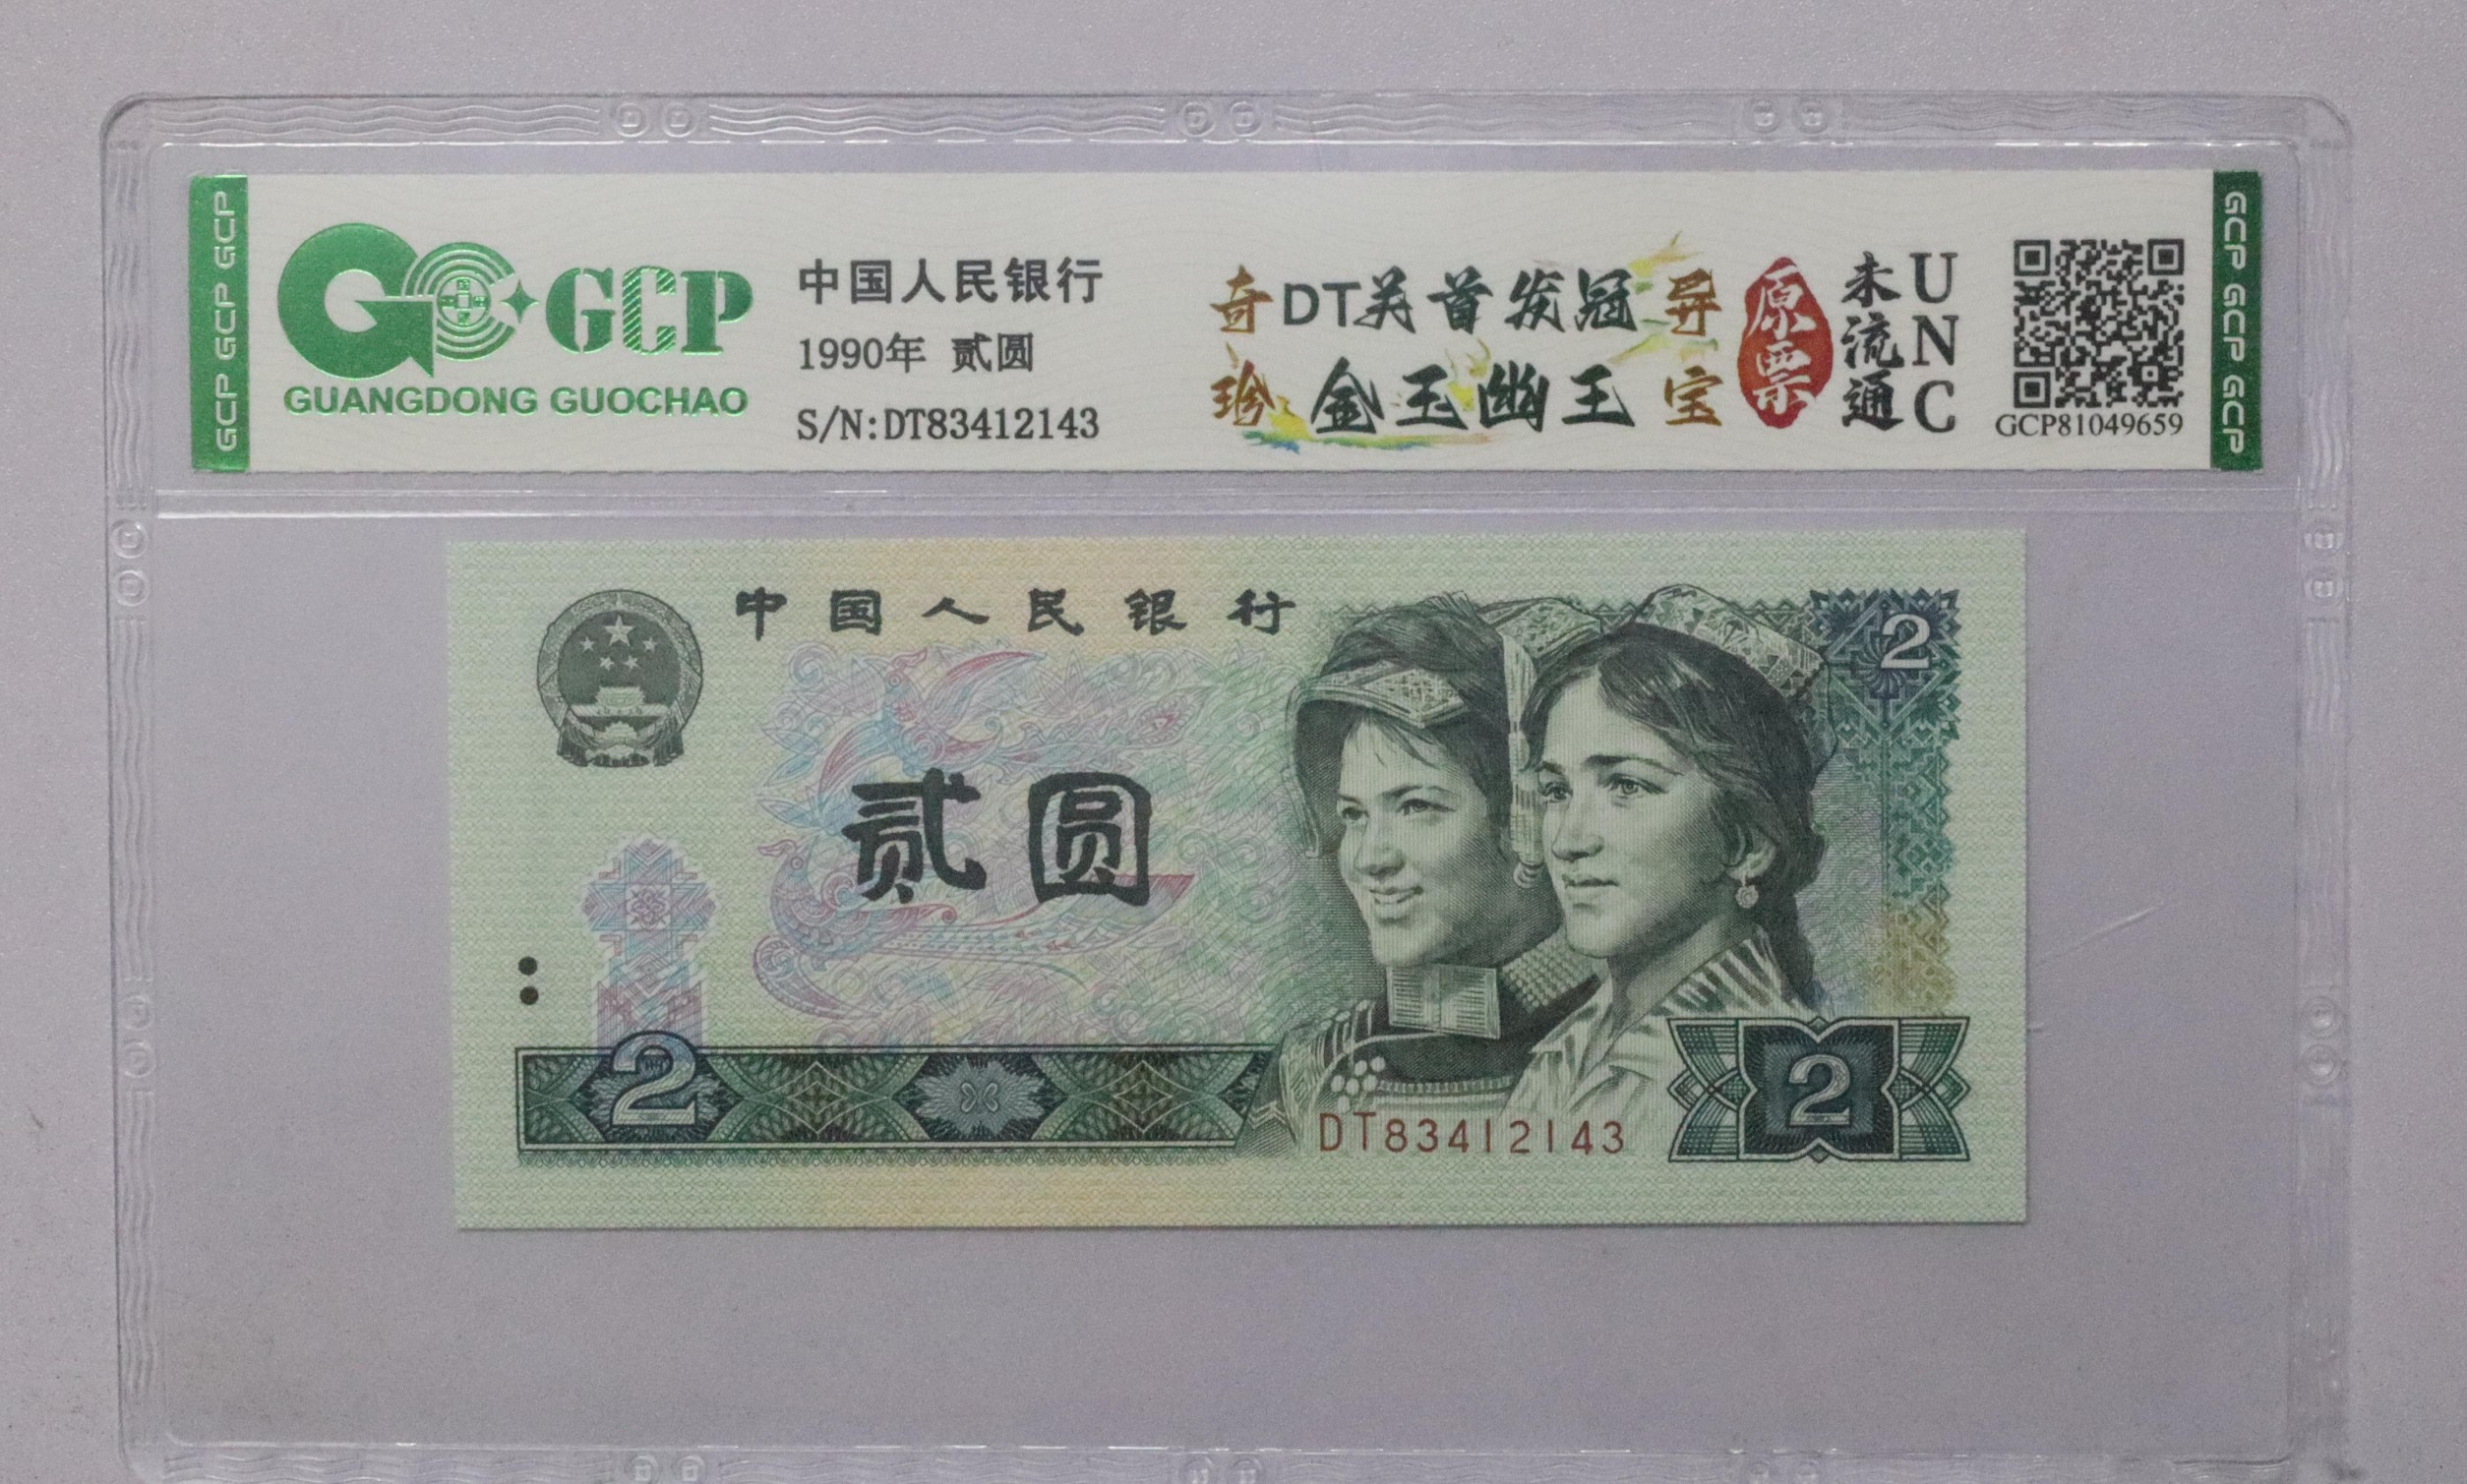 GCP GCP GCP
GCP
GUANGDONG GUOCHAO
中国人民银行
1990年 贰圆
S/N:DT83412143
奇DT关首发冠异
珍金玉幽王宝
原票
未流通
UNC
GCP81049659
GCP GCP GCP
中国人民银行
2
贰圆
2
DT83412143
2